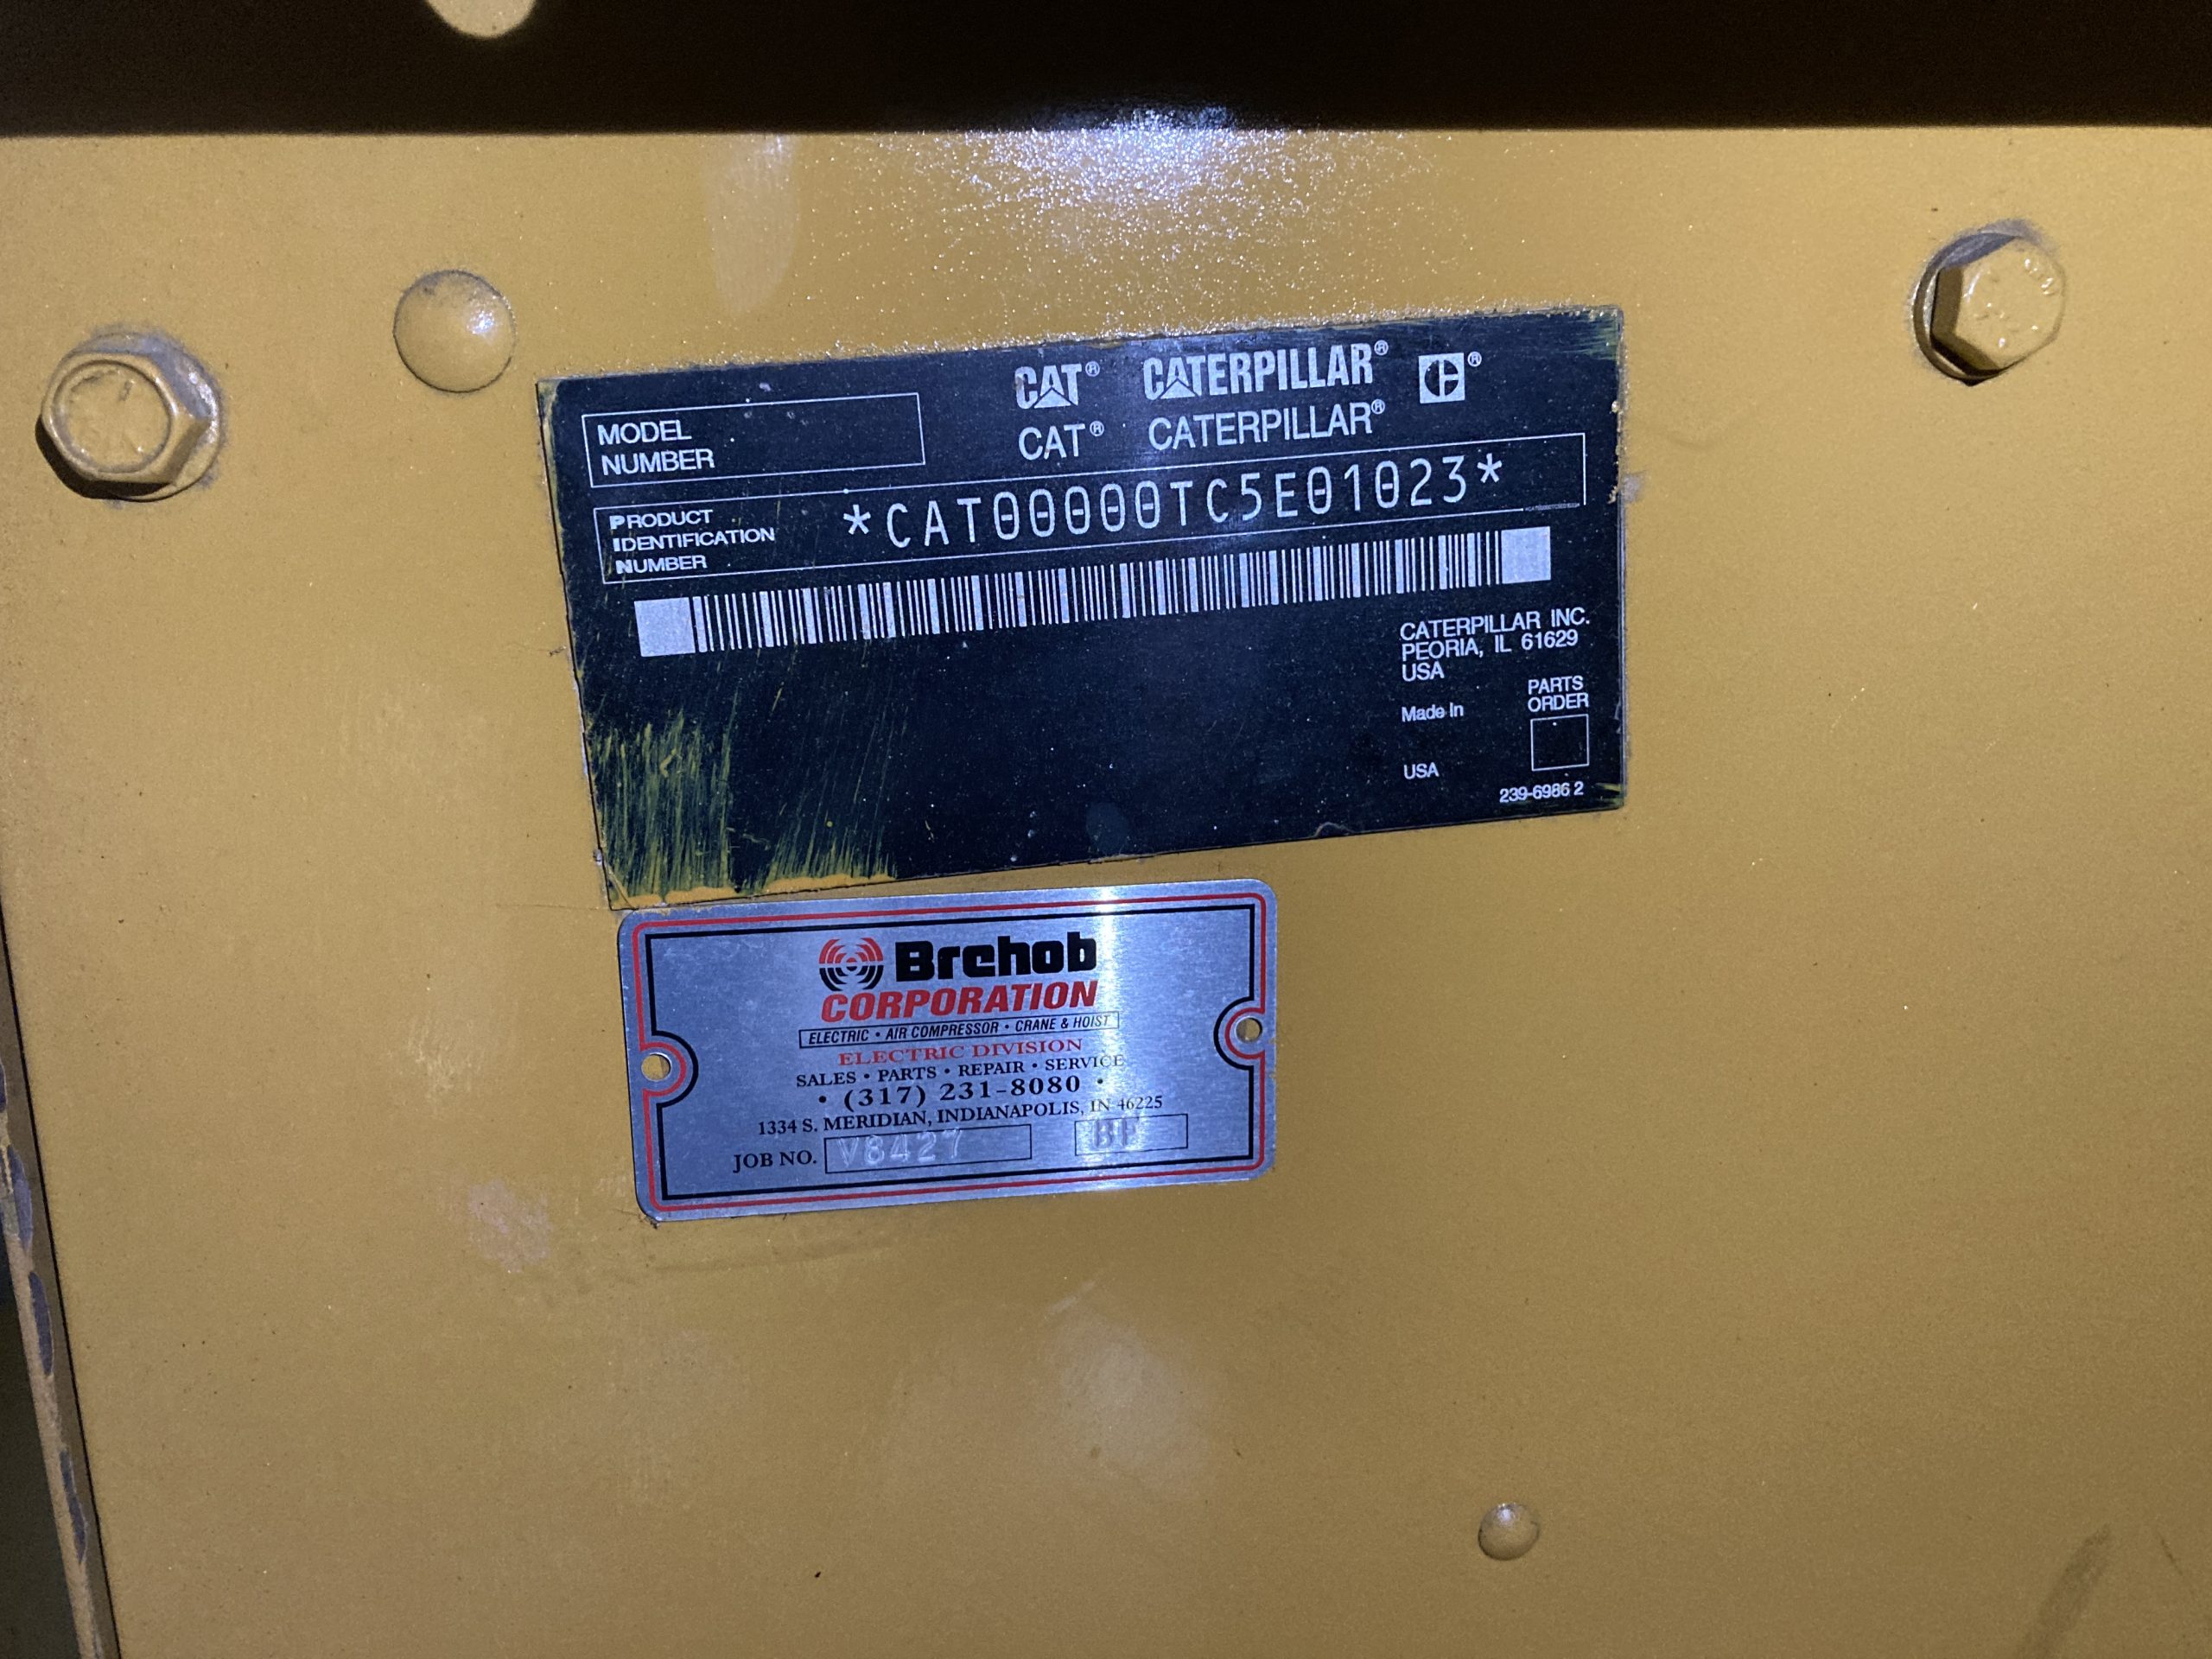 CAT® CATERPILLAR® C®
MODEL
NUMBER
CAT® CATERPILLAR®
PRODUCT
IDENTIFICATION
NUMBER
*CAT00000TC5E01023*
CATERPILLAR INC.
PEORIA, IL 61629
USA
Made In
USA
PARTS
ORDER
239-6986 2
Brehob
CORPORATION
ELECTRIC • AIR COMPRESSOR • CRANE & HOIST
ELECTRIC DIVISION
SALES • PARTS • REPAIR • SERVICE
• (317) 231-8080 •
1334 S. MERIDIAN, INDIANAPOLIS, IN 46225
JOB NO. V8427 BF